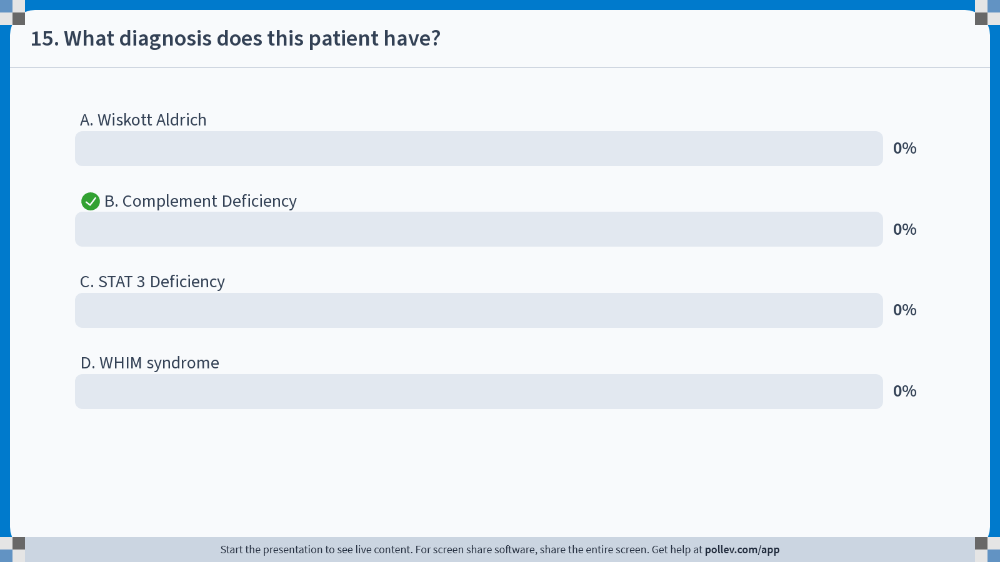 15. What diagnosis does this patient have?
A. Wiskott Aldrich
0%
B. Complement Deficiency
0%
C. STAT 3 Deficiency
0%
D. WHIM syndrome
0%
Start the presentation to see live content. For screen share software, share the entire screen. Get help at pollev.com/app